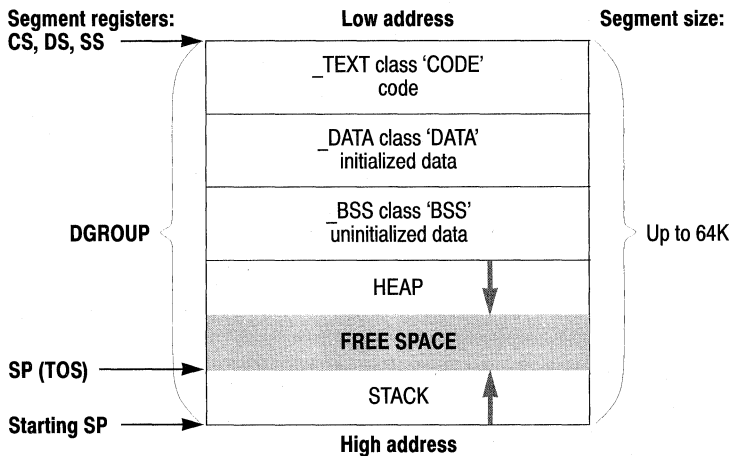 Segment registers:
Low address
Segment size:
CS, DS, SS
_TEXT class ‘CODE’
code
_DATA class ‘DATA’
initialized data
_BSS class ‘BSS’
uninitialized data
DGROUP
Up to 64K
HEAP
FREE SPACE
SP (TOS)
STACK
Starting SP
High address